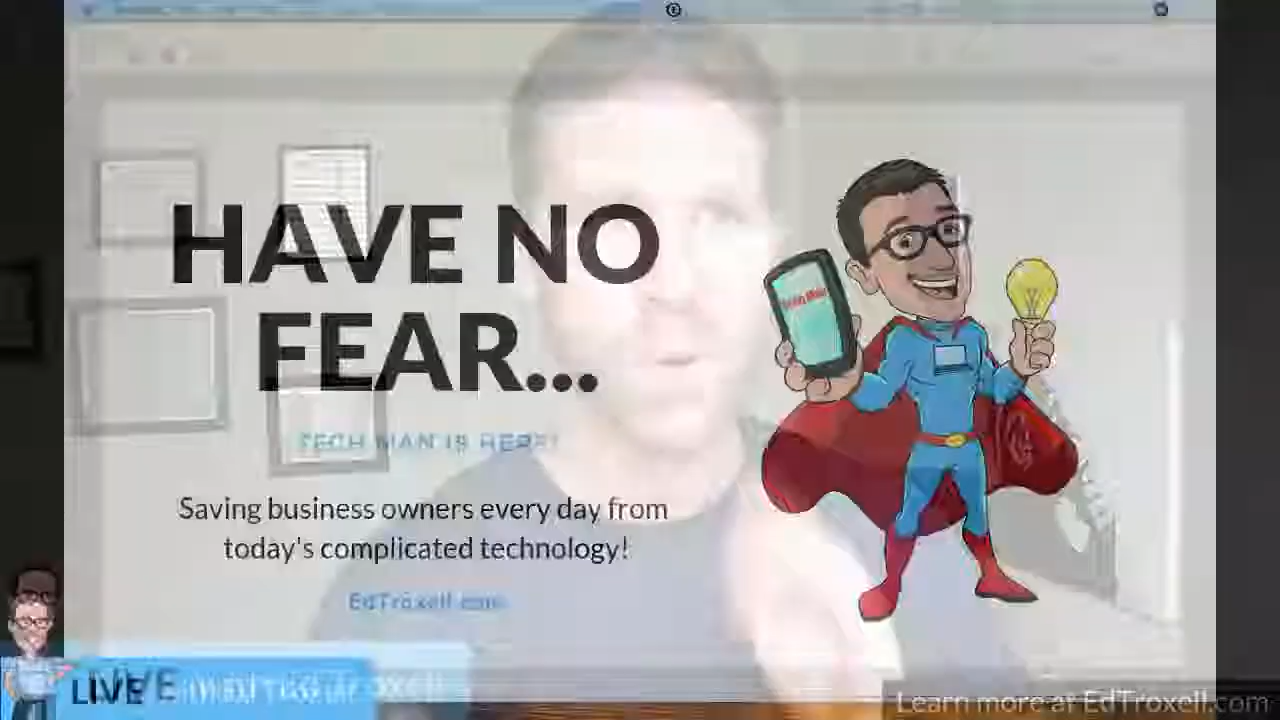 HAVE NO
FEAR...
TECH MAN IS HERE!
Saving business owners every day from
today's complicated technology!
EdTroxell.com
LIVE
Learn more at EdTroxell.com